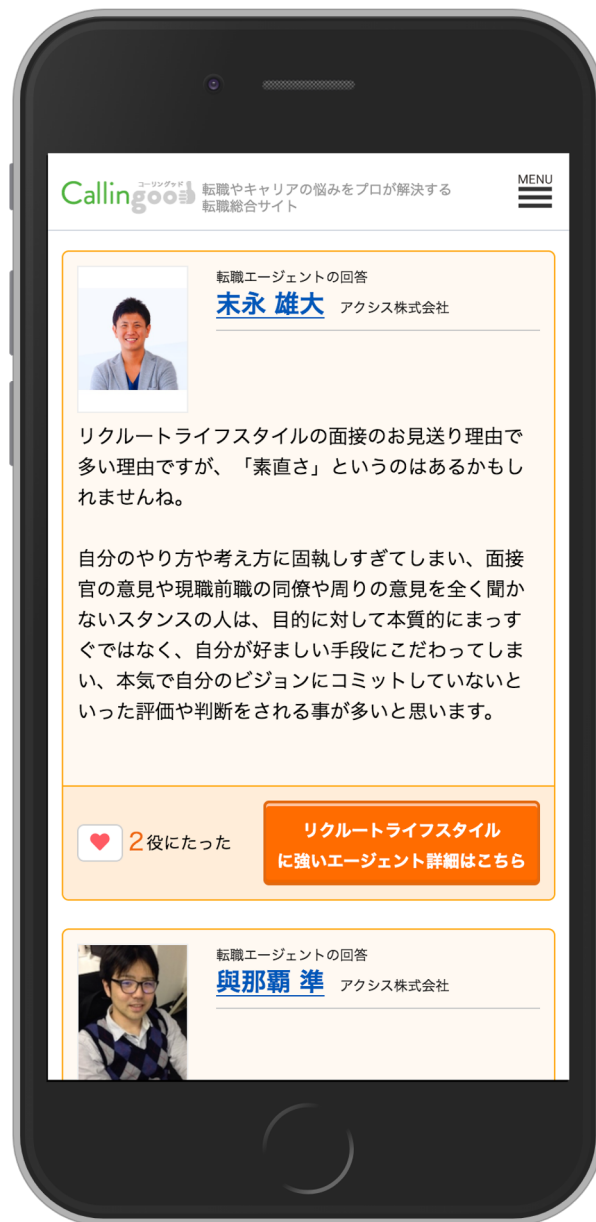 Callingood
コーリングッド
転職やキャリアの悩みをプロが解決する
転職総合サイト
MENU
転職エージェントの回答
末永 雄大 アクシス株式会社
リクルートライフスタイルの面接のお見送り理由で
多い理由ですが、「素直さ」というのはあるかもし
れませんね。
自分のやり方や考え方に固執しすぎてしまい、面接
官の意見や現職前職の同僚や周りの意見を全く聞か
ないスタンスの人は、目的に対して本質的にまっす
ぐではなく、自分が好ましい手段にこだわってしま
い、本気で自分のビジョンにコミットしていないと
いった評価や判断をされる事が多いと思います。
2役にたった
リクルートライフスタイル
に強いエージェント詳細はこちら
転職エージェントの回答
與那覇 準 アクシス株式会社